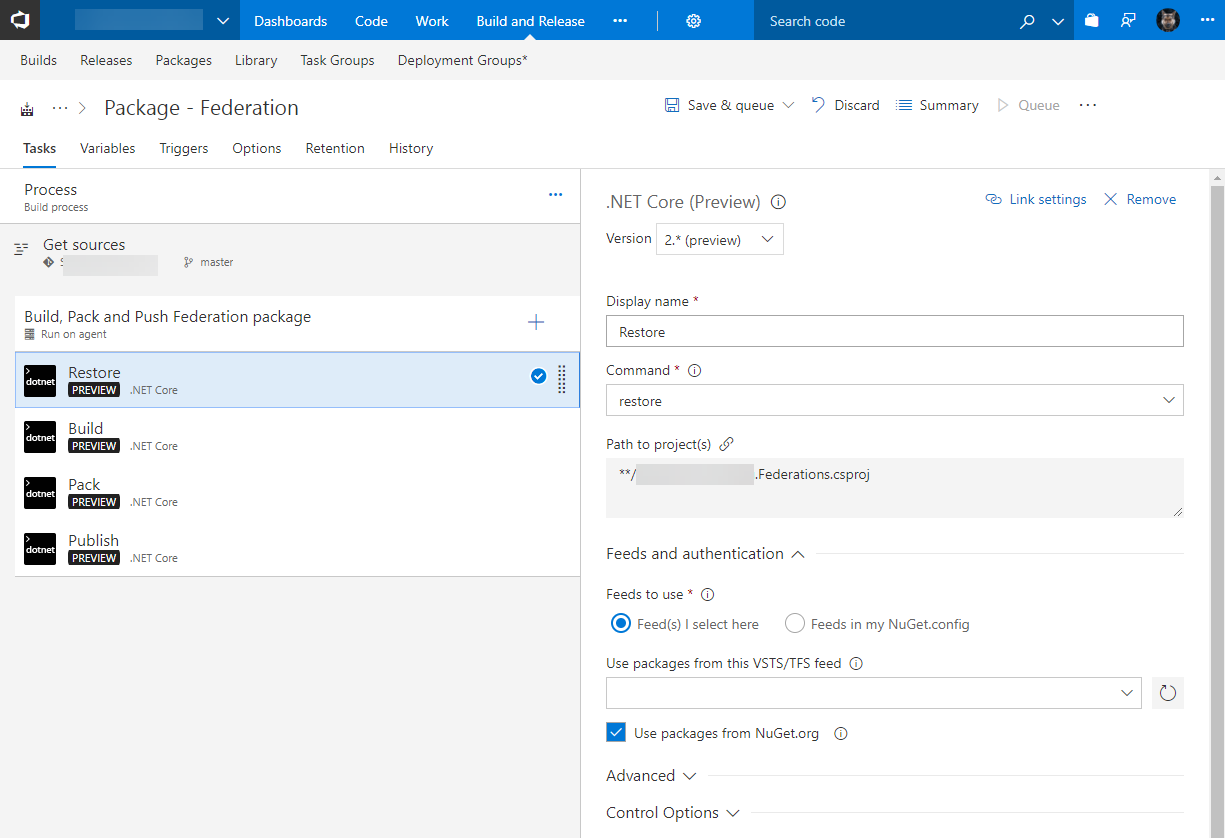 Dashboards Code Work Build and Release ··· Search code
Builds Releases Packages Library Task Groups Deployment Groups*
··· Package - Federation Save & queue Discard Summary Queue ···
Tasks Variables Triggers Options Retention History
Process
Build process
Get sources
master
Build, Pack and Push Federation package
Run on agent
dotnet
Restore
PREVIEW .NET Core
dotnet
Build
PREVIEW .NET Core
dotnet
Pack
PREVIEW .NET Core
dotnet
Publish
PREVIEW .NET Core
.NET Core (Preview) Link settings Remove
Version 2.* (preview)
Display name *
Restore
Command *
restore
Path to project(s)
**/ .Federations.csproj
Feeds and authentication
Feeds to use *
Feed(s) I select here Feeds in my NuGet.config
Use packages from this VSTS/TFS feed
Use packages from NuGet.org
Advanced
Control Options